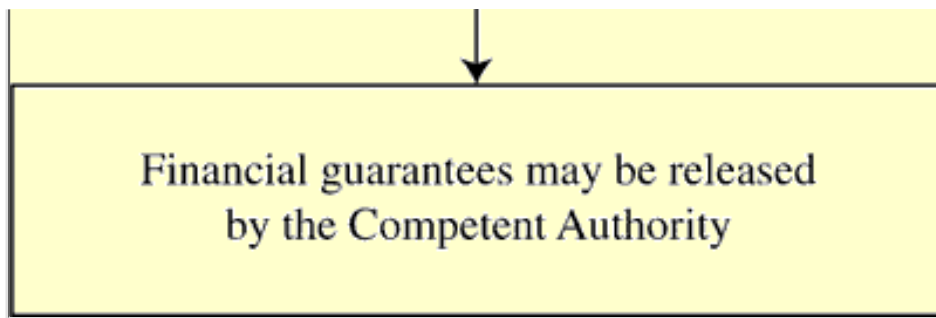 Financial guarantees may be released
by the Competent Authority